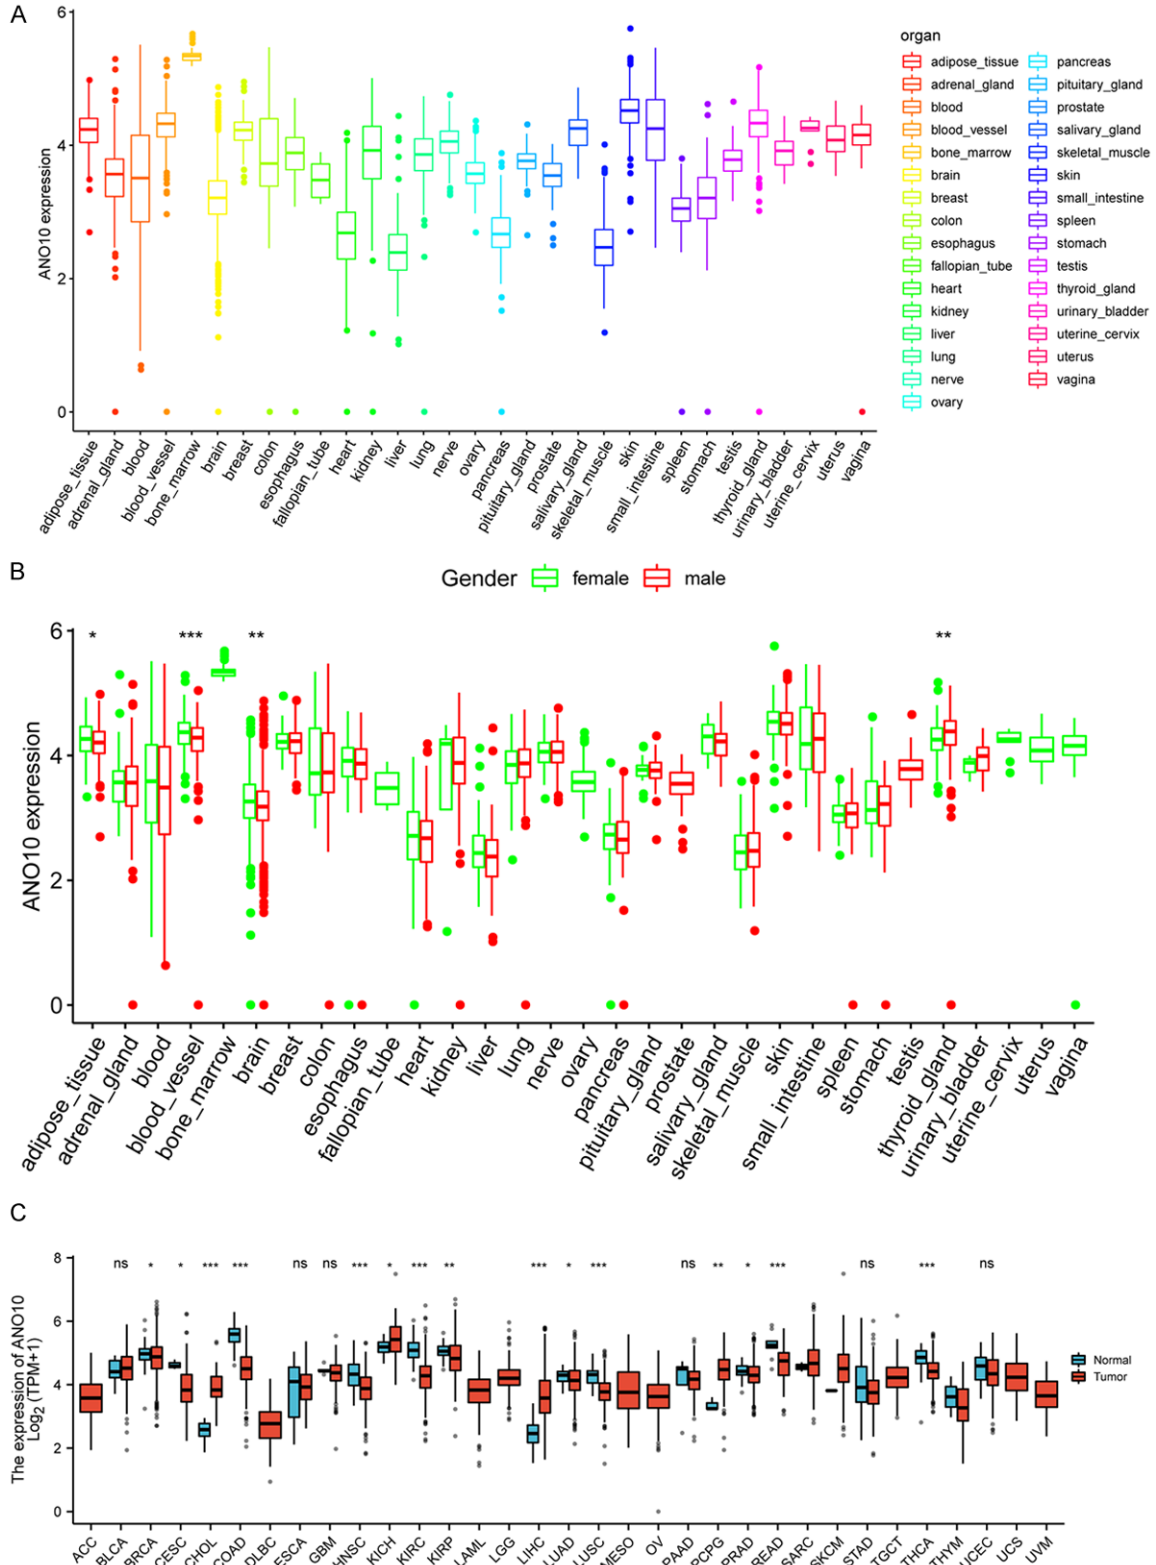 A
6
4
2
0
ANO10 expression
adipose_tissue
adrenal_gland
blood
blood_vessel
bone_marrow
brain
breast
colon
esophagus
fallopian_tube
heart
kidney
liver
lung
nerve
ovary
pancreas
pituitary_gland
prostate
salivary_gland
skeletal_muscle
skin
small_intestine
spleen
stomach
testis
thyroid_gland
urinary_bladder
uterine_cervix
uterus
vagina
organ
adipose_tissue pancreas
adrenal_gland pituitary_gland
blood prostate
blood_vessel salivary_gland
bone_marrow skeletal_muscle
brain skin
breast small_intestine
colon spleen
esophagus stomach
fallopian_tube testis
heart thyroid_gland
kidney urinary_bladder
liver uterine_cervix
lung uterus
nerve vagina
ovary
B
Gender female male
* *** ** **
6
4
2
0
ANO10 expression
adipose_tissue
adrenal_gland
blood
blood_vessel
bone_marrow
brain
breast
colon
esophagus
fallopian_tube
heart
kidney
liver
lung
nerve
ovary
pancreas
pituitary_gland
prostate
salivary_gland
skeletal_muscle
skin
small_intestine
spleen
stomach
testis
thyroid_gland
urinary_bladder
uterine_cervix
uterus
vagina
C
ns * * *** *** ns ns *** * *** ** *** * *** ns ** * *** ns *** ns
8
6
4
2
0
The expression of ANO10
Log2 (TPM+1)
Normal
Tumor
ACC
BLCA
BRCA
CESC
CHOL
COAD
DLBC
ESCA
GBM
HNSC
KICH
KIRC
KIRP
LAML
LGG
LIHC
LUAD
LUSC
MESO
OV
PAAD
PCPG
PRAD
READ
SARC
SKCM
STAD
TGCT
THCA
THYM
UCEC
UCS
UVM